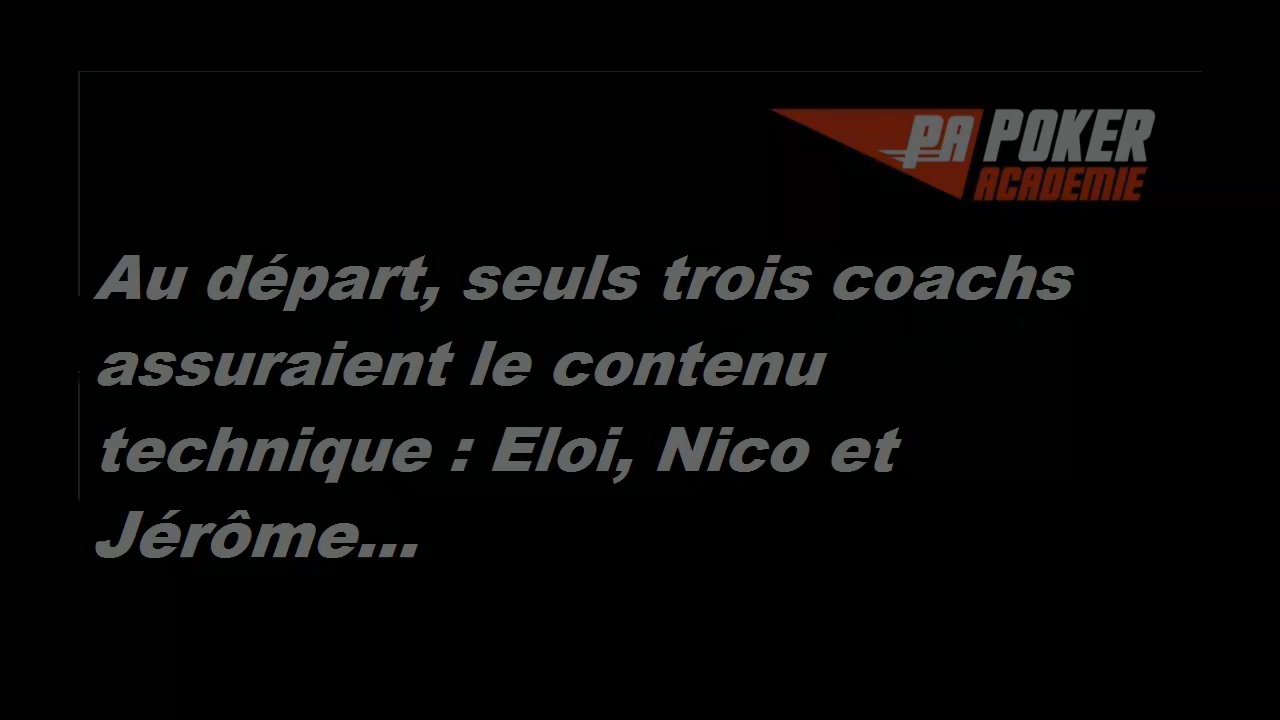 PA POKER
ACADEMIE
Au départ, seuls trois coachs
assuraient le contenu
technique : Eloi, Nico et
Jérôme...